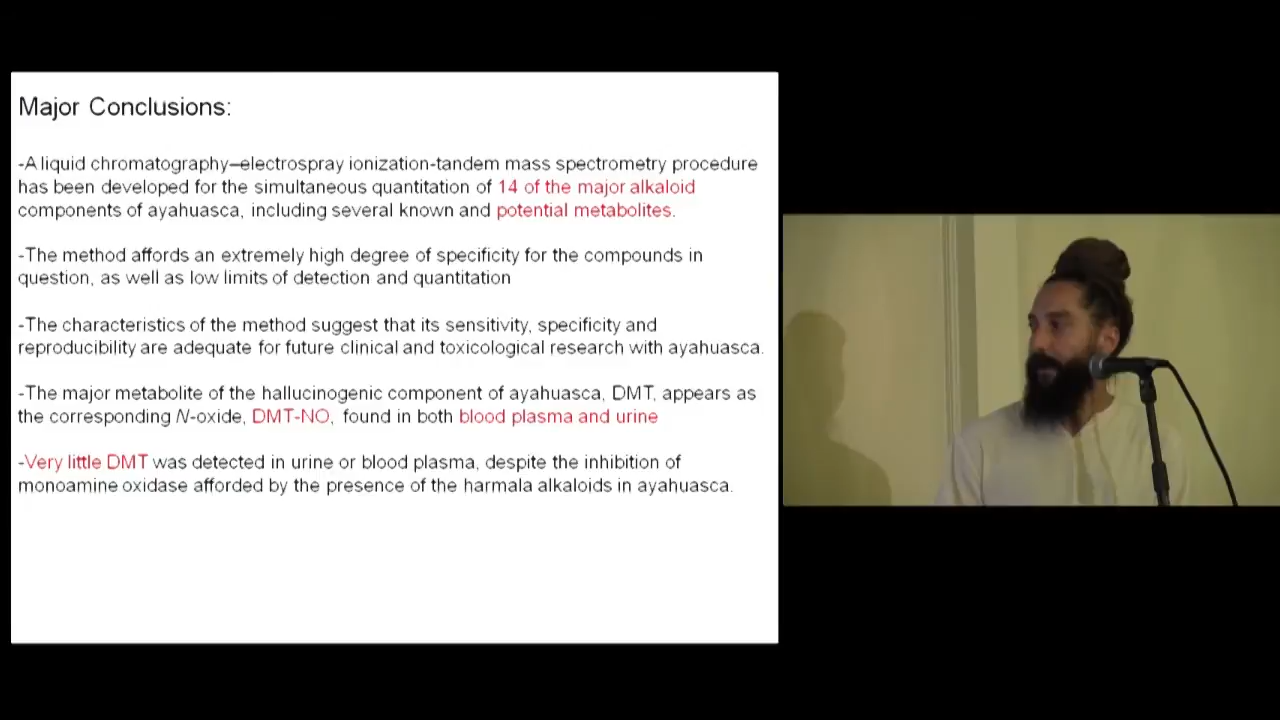 Major Conclusions:
-A liquid chromatography–electrospray ionization-tandem mass spectrometry procedure
has been developed for the simultaneous quantitation of 14 of the major alkaloid
components of ayahuasca, including several known and potential metabolites.
-The method affords an extremely high degree of specificity for the compounds in
question, as well as low limits of detection and quantitation
-The characteristics of the method suggest that its sensitivity, specificity and
reproducibility are adequate for future clinical and toxicological research with ayahuasca.
-The major metabolite of the hallucinogenic component of ayahuasca, DMT, appears as
the corresponding N-oxide, DMT-NO, found in both blood plasma and urine
-Very little DMT was detected in urine or blood plasma, despite the inhibition of
monoamine oxidase afforded by the presence of the harmala alkaloids in ayahuasca.